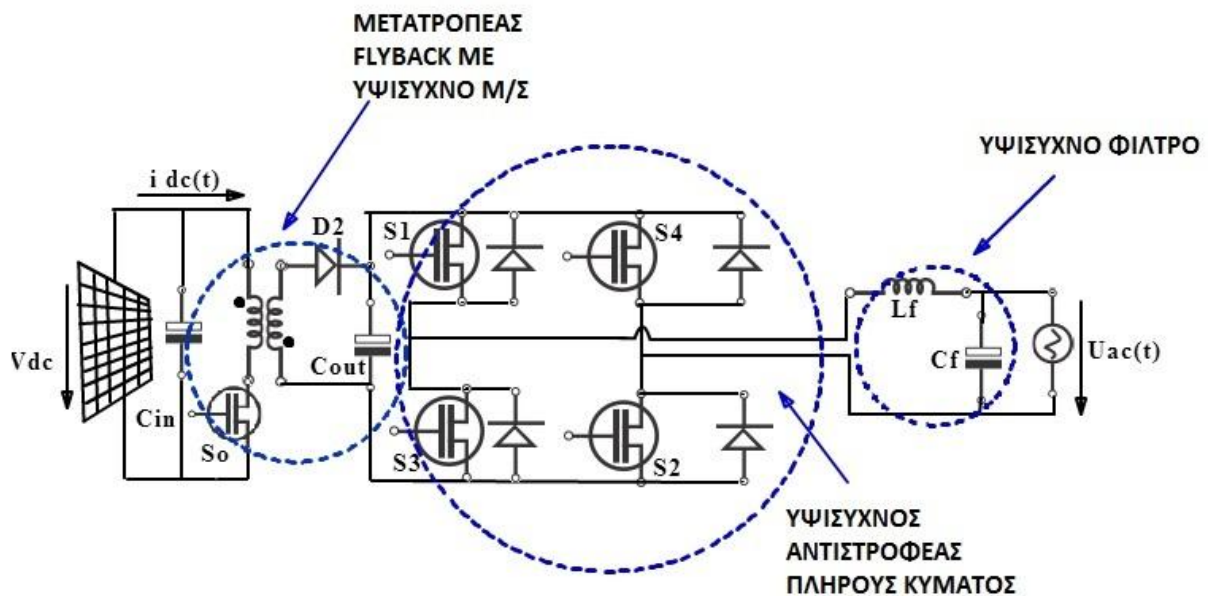 ΜΕΤΑΤΡΟΠΕΑΣ
FLYBACK ΜΕ
ΥΨΙΣΥΧΝΟ Μ/Σ
ΥΨΙΣΥΧΝΟ ΦΙΛΤΡΟ
i dc(t)
D2
S1
S4
Lf
Vdc
Cout
Cf
Uac(t)
Cin
So
S3
S2
ΥΨΙΣΥΧΝΟΣ
ΑΝΤΙΣΤΡΟΦΕΑΣ
ΠΛΗΡΟΥΣ ΚΥΜΑΤΟΣ